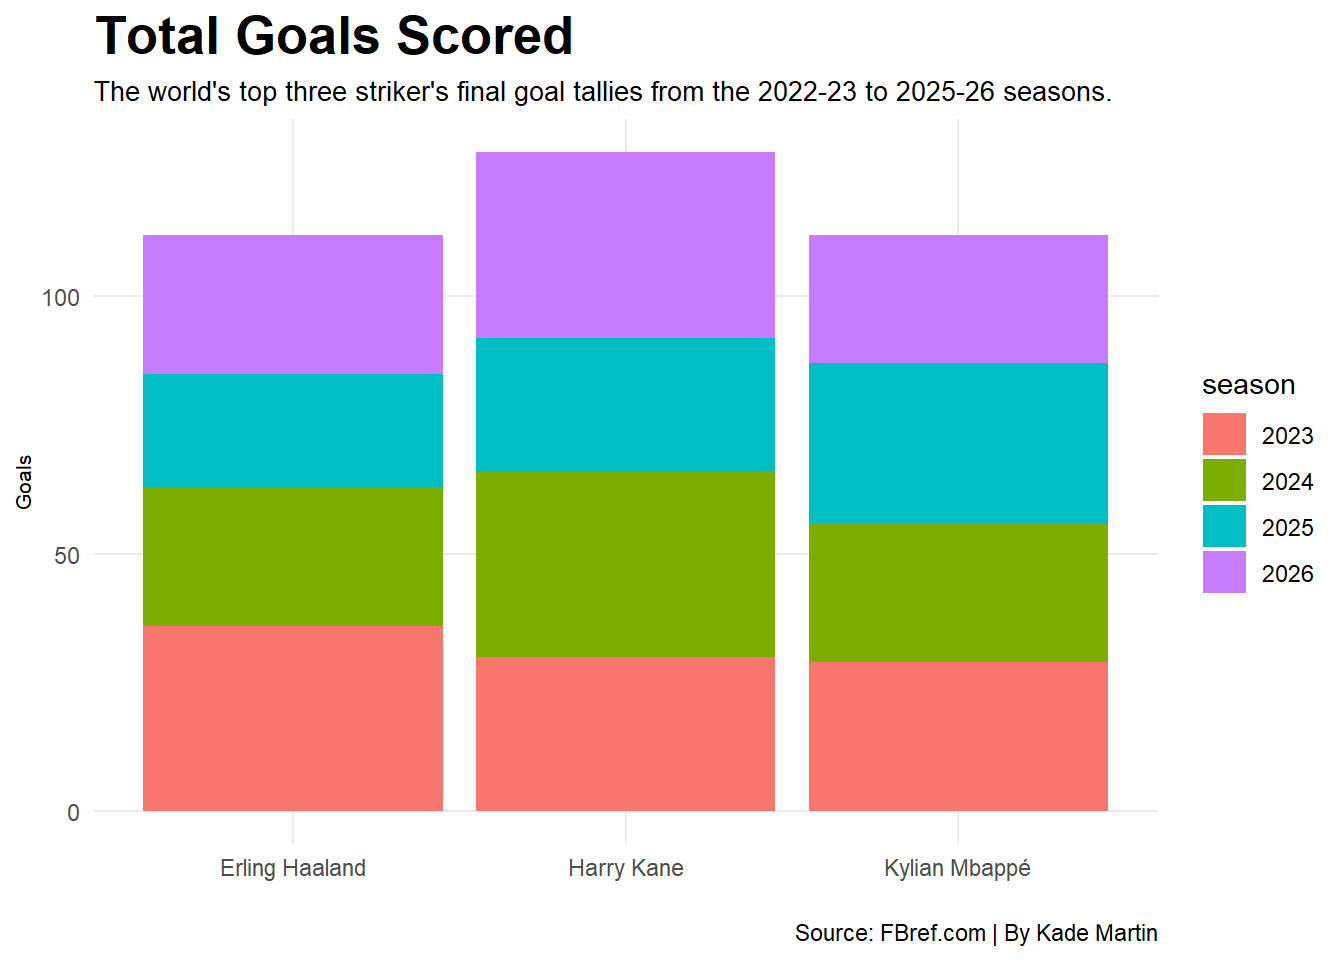 Total Goals Scored
The world's top three striker's final goal tallies from the 2022-23 to 2025-26 seasons.
100
50
0
Goals
Erling Haaland
Harry Kane
Kylian Mbappé
season
2023
2024
2025
2026
Source: FBref.com | By Kade Martin